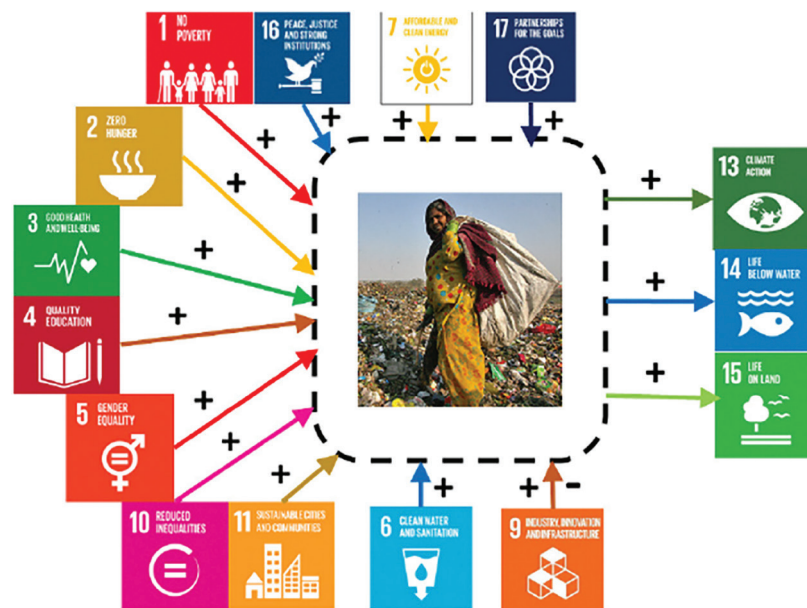 1 NO
POVERTY
16 PEACE, JUSTICE
AND STRONG
INSTITUTIONS
7 AFFORDABLE AND
CLEAN ENERGY
17 PARTNERSHIPS
FOR THE GOALS
+
+
+
+
2 ZERO
HUNGER
+
3 GOOD HEALTH
AND WELL-BEING
+
4 QUALITY
EDUCATION
+
5 GENDER
EQUALITY
+
10 REDUCED
INEQUALITIES
+
11 SUSTAINABLE CITIES
AND COMMUNITIES
+
6 CLEAN WATER
AND SANITATION
+
9 INDUSTRY, INNOVATION
AND INFRASTRUCTURE
+ -
13 CLIMATE
ACTION
+
14 LIFE
BELOW WATER
+
15 LIFE
ON LAND
+